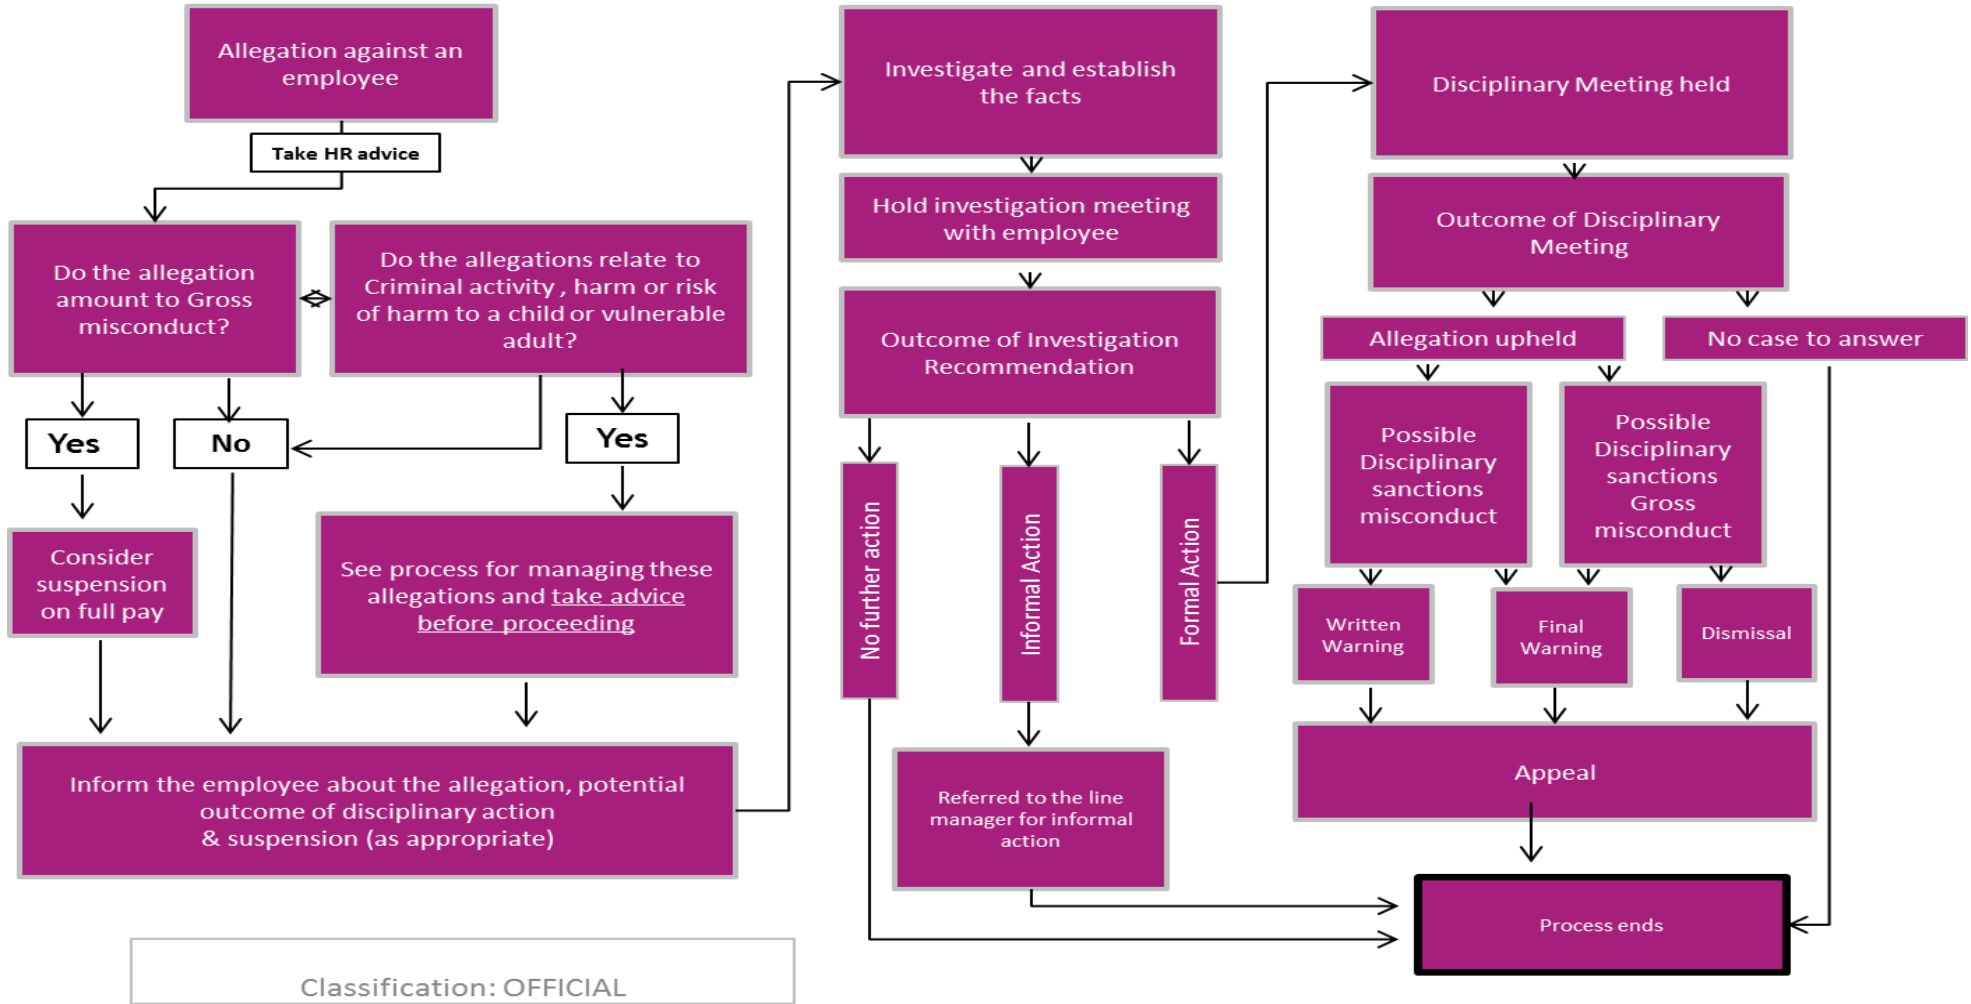 Allegation against an
employee
Take HR advice
Do the allegation
amount to Gross
misconduct?
Do the allegations relate to
Criminal activity , harm or risk
of harm to a child or vulnerable
adult?
Yes
No
Yes
Consider
suspension
on full pay
See process for managing these
allegations and take advice
before proceeding
Inform the employee about the allegation, potential
outcome of disciplinary action
& suspension (as appropriate)
Investigate and establish
the facts
Hold investigation meeting
with employee
Outcome of Investigation
Recommendation
No further action
Informal Action
Formal Action
Referred to the line
manager for informal
action
Disciplinary Meeting held
Outcome of Disciplinary
Meeting
Allegation upheld
No case to answer
Possible
Disciplinary
sanctions
misconduct
Possible
Disciplinary
sanctions
Gross
misconduct
Written
Warning
Final
Warning
Dismissal
Appeal
Process ends
Classification: OFFICIAL